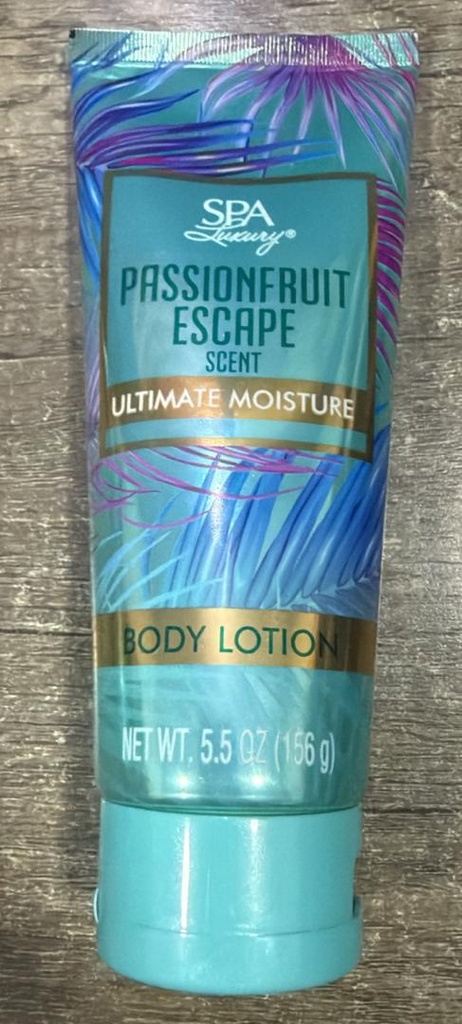 SPA
Luxury®
PASSIONFRUIT
ESCAPE
SCENT
ULTIMATE MOISTURE
BODY LOTION
NET WT. 5.5 OZ (156 g)